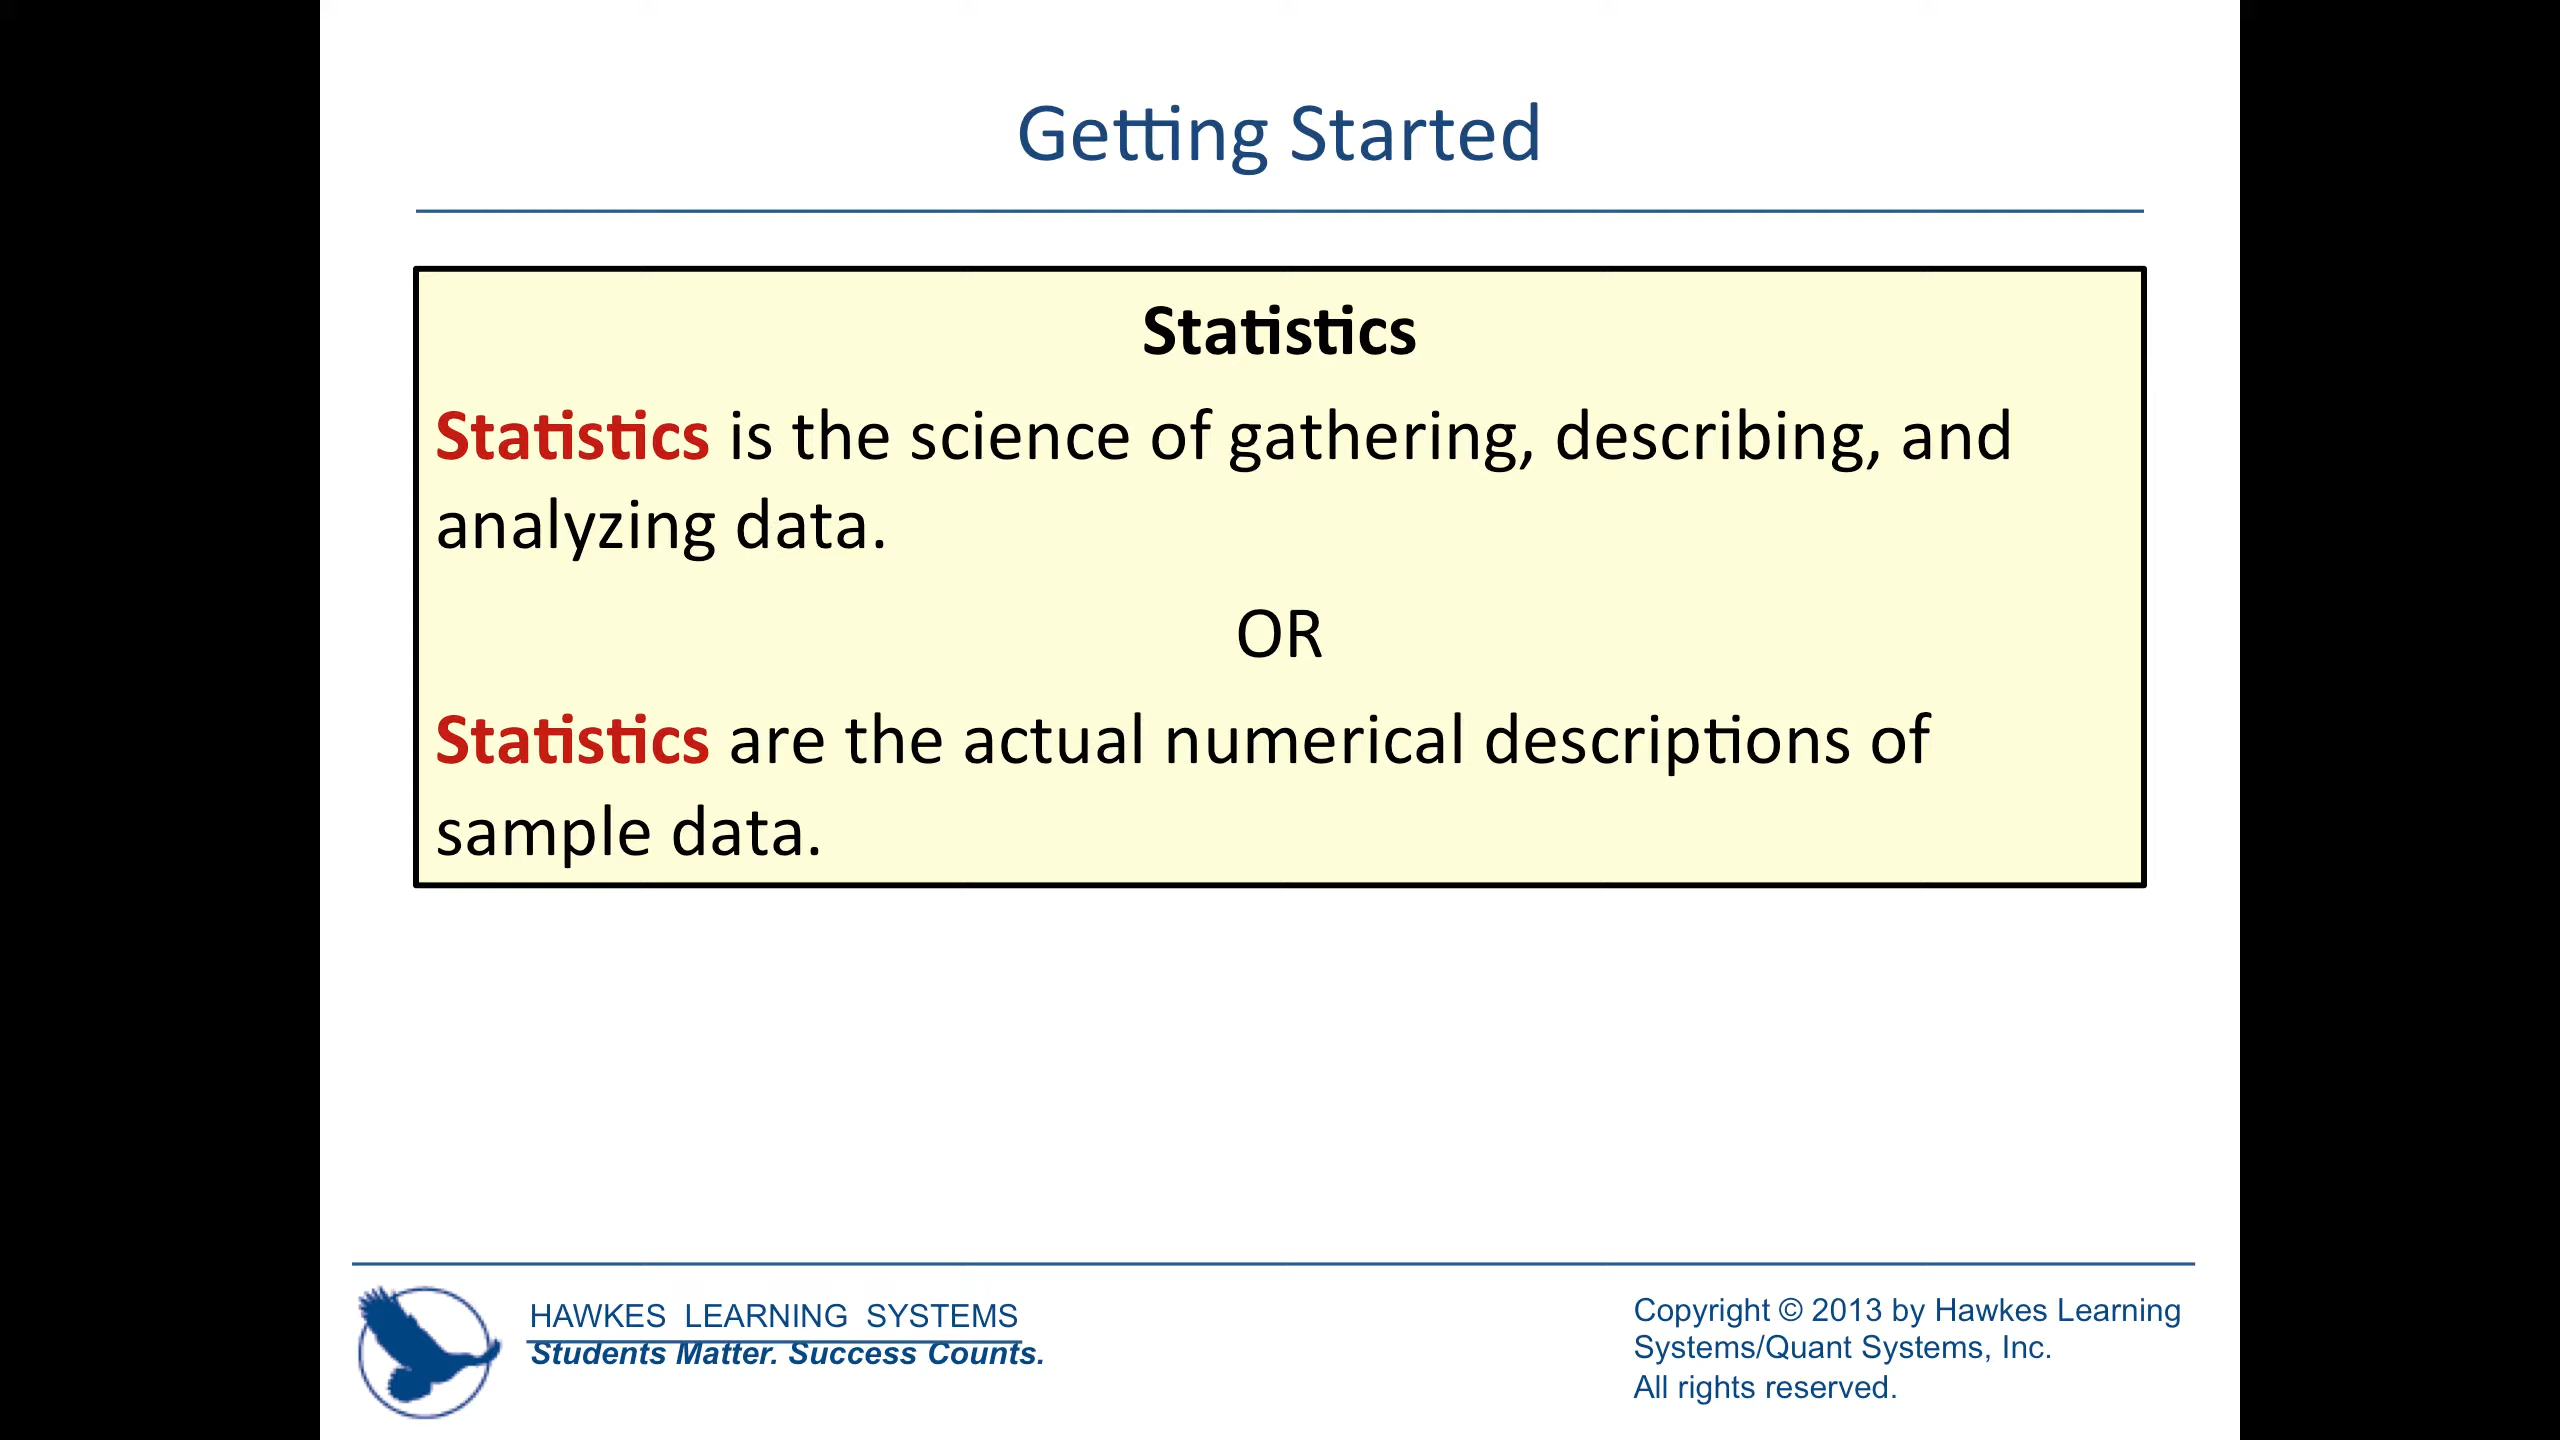 Getting Started
Statistics
Statistics is the science of gathering, describing, and
analyzing data.
OR
Statistics are the actual numerical descriptions of
sample data.
HAWKES LEARNING SYSTEMS
Students Matter. Success Counts.
Copyright © 2013 by Hawkes Learning
Systems/Quant Systems, Inc.
All rights reserved.